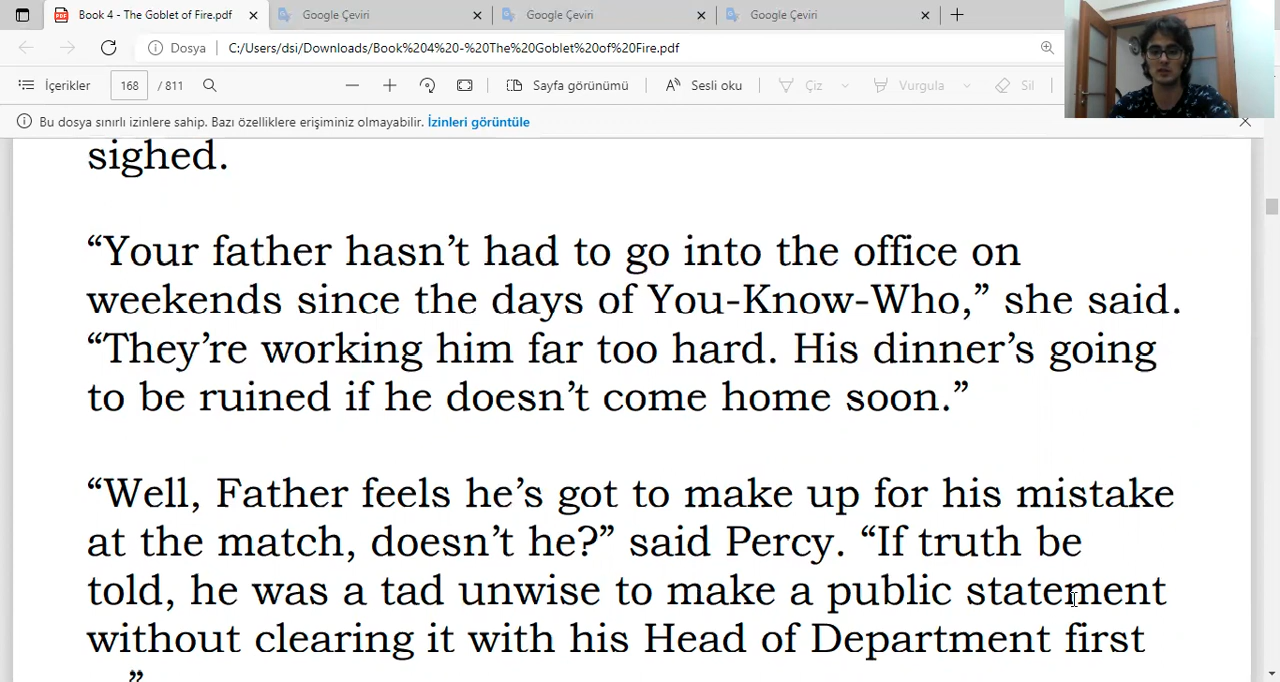 Book 4 - The Goblet of Fire.pdf
Google Çeviri
Google Çeviri
Google Çeviri
Dosya
C:/Users/dsi/Downloads/Book%204%20-%20The%20Goblet%20of%20Fire.pdf
İçerikler
168
/ 811
Sayfa görünümü
Sesli oku
Çiz
Vurgula
Sil
Bu dosya sınırlı izinlere sahip. Bazı özelliklere erişiminiz olmayabilir. İzinleri görüntüle
sighed.
“Your father hasn’t had to go into the office on
weekends since the days of You-Know-Who,” she said.
“They’re working him far too hard. His dinner’s going
to be ruined if he doesn’t come home soon.”
“Well, Father feels he’s got to make up for his mistake
at the match, doesn’t he?” said Percy. “If truth be
told, he was a tad unwise to make a public statement
without clearing it with his Head of Department first